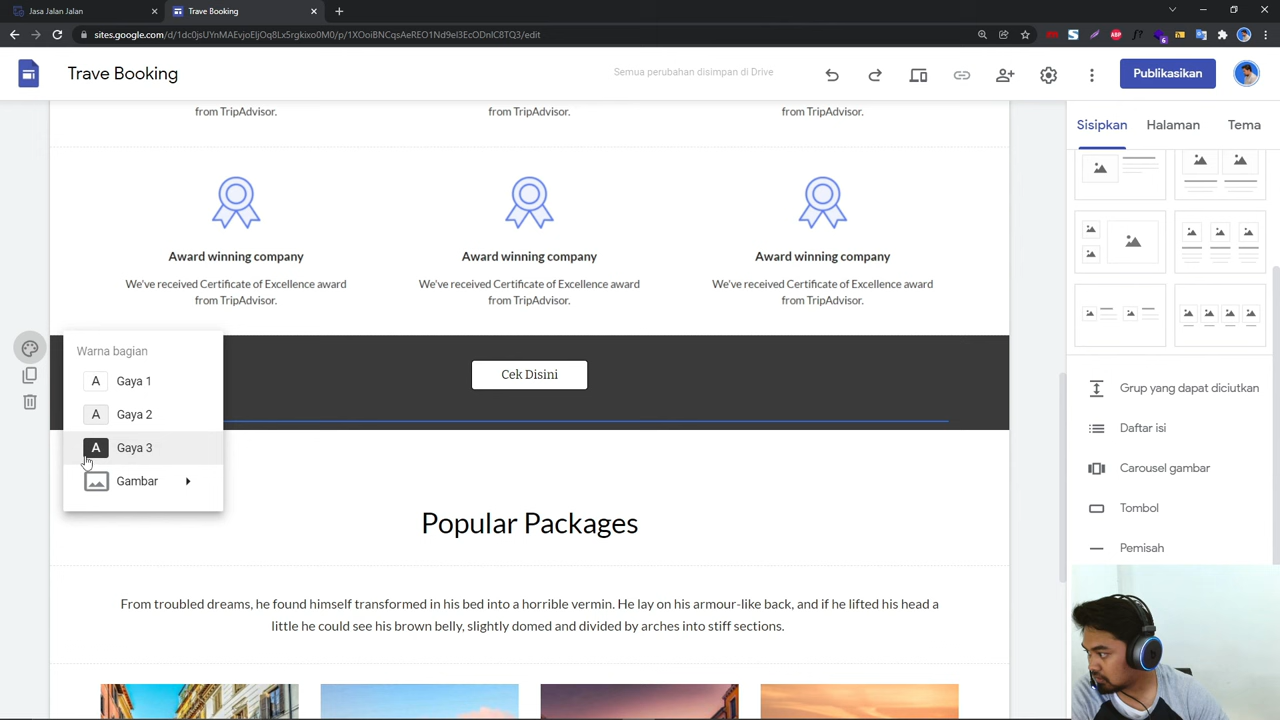 Jasa Jalan Jalan
Trave Booking
Trave Booking
Semua perubahan disimpan di Drive
Publikasikan
Sisipkan
Halaman
Tema
from TripAdvisor.
from TripAdvisor.
from TripAdvisor.
Award winning company
Award winning company
Award winning company
We've received Certificate of Excellence award
from TripAdvisor.
We've received Certificate of Excellence award
from TripAdvisor.
We've received Certificate of Excellence award
from TripAdvisor.
Warna bagian
A Gaya 1
A Gaya 2
A Gaya 3
Gambar
Cek Disini
Popular Packages
From troubled dreams, he found himself transformed in his bed into a horrible vermin. He lay on his armour-like back, and if he lifted his head a
little he could see his brown belly, slightly domed and divided by arches into stiff sections.
Grup yang dapat diciutkan
Daftar isi
Carousel gambar
Tombol
Pemisah